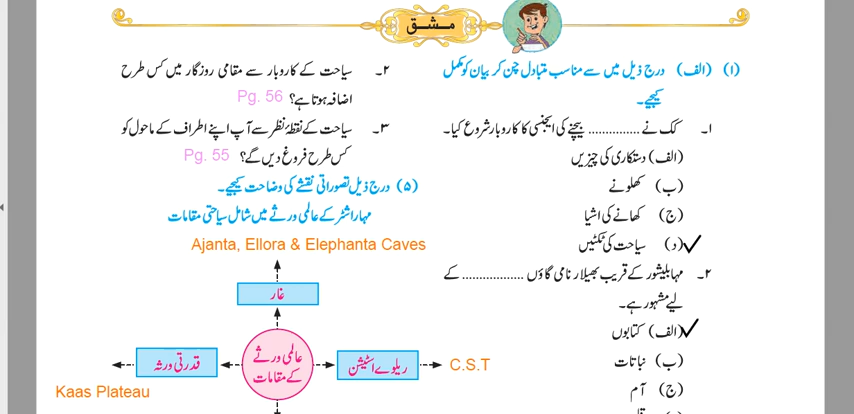 مشق
(۱) (الف) درج ذیل میں سے مناسب متبادل چن کر بیان کو مکمل
کیجیے۔
۱۔ کک نے .............. بیچنے کی ایجنسی کا کاروبار شروع کیا۔
(الف) دستکاری کی چیزیں
(ب) کھلونے
(ج) کھانے کی اشیا
(د) سیاحت کی ٹکٹیں
۲۔ مہابلیشور کے قریب بھیلار نامی گاؤں ................. کے
لیے مشہور ہے۔
(الف) کتابوں
(ب) نباتات
(ج) آم
۲۔ سیاحت کے کاروبار سے مقامی روزگار میں کس طرح
اضافہ ہوتا ہے؟ Pg. 56
۳۔ سیاحت کے نقطۂ نظر سے آپ اپنے اطراف کے ماحول کو
کس طرح فروغ دیں گے؟ Pg. 55
(۵) درج ذیل تصوراتی نقشے کی وضاحت کیجیے۔
مہاراشٹر کے عالمی ورثے میں شامل سیاحتی مقامات
Ajanta, Ellora & Elephanta Caves
غار
عالمی ورثے
کے مقامات
ریلوے اسٹیشن
C.S.T
قدرتی ورثہ
Kaas Plateau